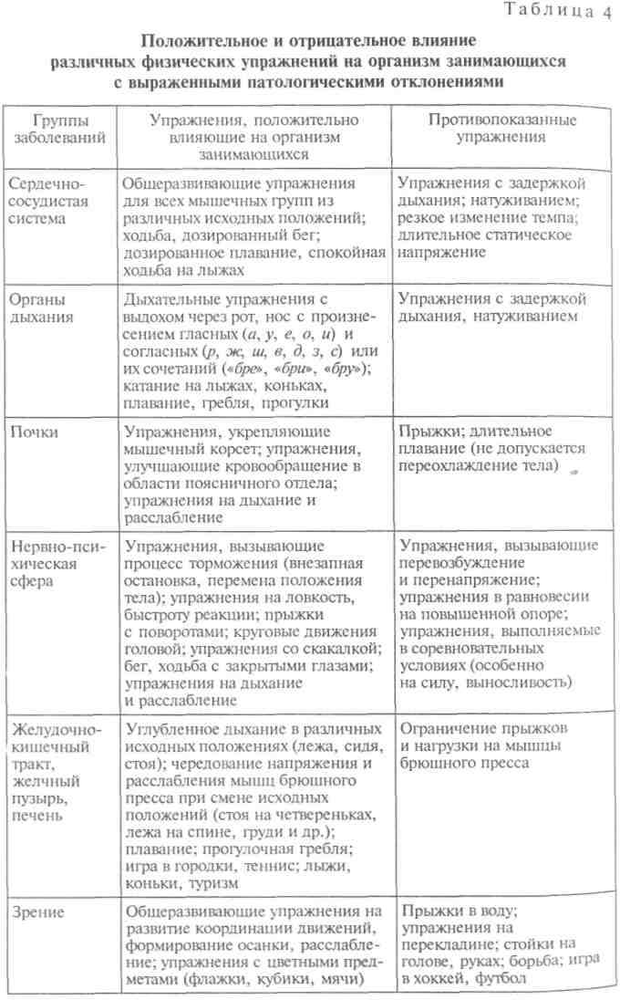 Таблица 4
Положительное и отрицательное влияние
различных физических упражнений на организм занимающихся
с выраженными патологическими отклонениями
Группы
заболеваний
Упражнения, положительно
влияющие на организм
занимающихся
Противопоказанные
упражнения
Сердечно-
сосудистая
система
Общеразвивающие упражнения
для всех мышечных групп из
различных исходных положений;
ходьба, дозированный бег;
дозированное плавание, спокойная
ходьба на лыжах
Упражнения с задержкой
дыхания; натуживанием;
резкое изменение темпа;
длительное статическое
напряжение
Органы
дыхания
Дыхательные упражнения с
выдохом через рот, нос с произне-
сением гласных (а, у, е, о, и) и
согласных (р, ж, ш, в, д, з, с) или
их сочетаний («бре», «бри», «бру»);
катание на лыжах, коньках,
плавание, гребля, прогулки
Упражнения с задержкой
дыхания, натуживанием
Почки
Упражнения, укрепляющие
мышечный корсет; упражнения,
улучшающие кровообращение в
области поясничного отдела;
упражнения на дыхание и
расслабление
Прыжки; длительное
плавание (не допускается
переохлаждение тела)
Нервно-пси-
хическая
сфера
Упражнения, вызывающие
процесс торможения (внезапная
остановка, перемена положения
тела); упражнения на ловкость,
быстроту реакции; прыжки
с поворотами; круговые движения
головой; упражнения со скакалкой;
бег, ходьба с закрытыми глазами;
упражнения на дыхание
и расслабление
Упражнения, вызывающие
перевозбуждение
и перенапряжение;
упражнения в равновесии
на повышенной опоре;
упражнения, выполняемые
в соревновательных
условиях (особенно
на силу, выносливость)
Желудочно-
кишечный
тракт,
желчный
пузырь,
печень
Углубленное дыхание в различных
исходных положениях (лежа, сидя,
стоя); чередование напряжения и
расслабления мышц брюшного
пресса при смене исходных
положений (стоя на четвереньках,
лежа на спине, груди и др.);
плавание; прогулочная гребля;
игра в городки, теннис; лыжи,
коньки, туризм
Ограничение прыжков
и нагрузки на мышцы
брюшного пресса
Зрение
Общеразвивающие упражнения на
развитие координации движений,
формирование осанки, расслабле-
ние; упражнения с цветными пред-
метами (флажки, кубики, мячи)
Прыжки в воду;
упражнения на
перекладине; стойки на
голове, руках; борьба; игра
в хоккей, футбол